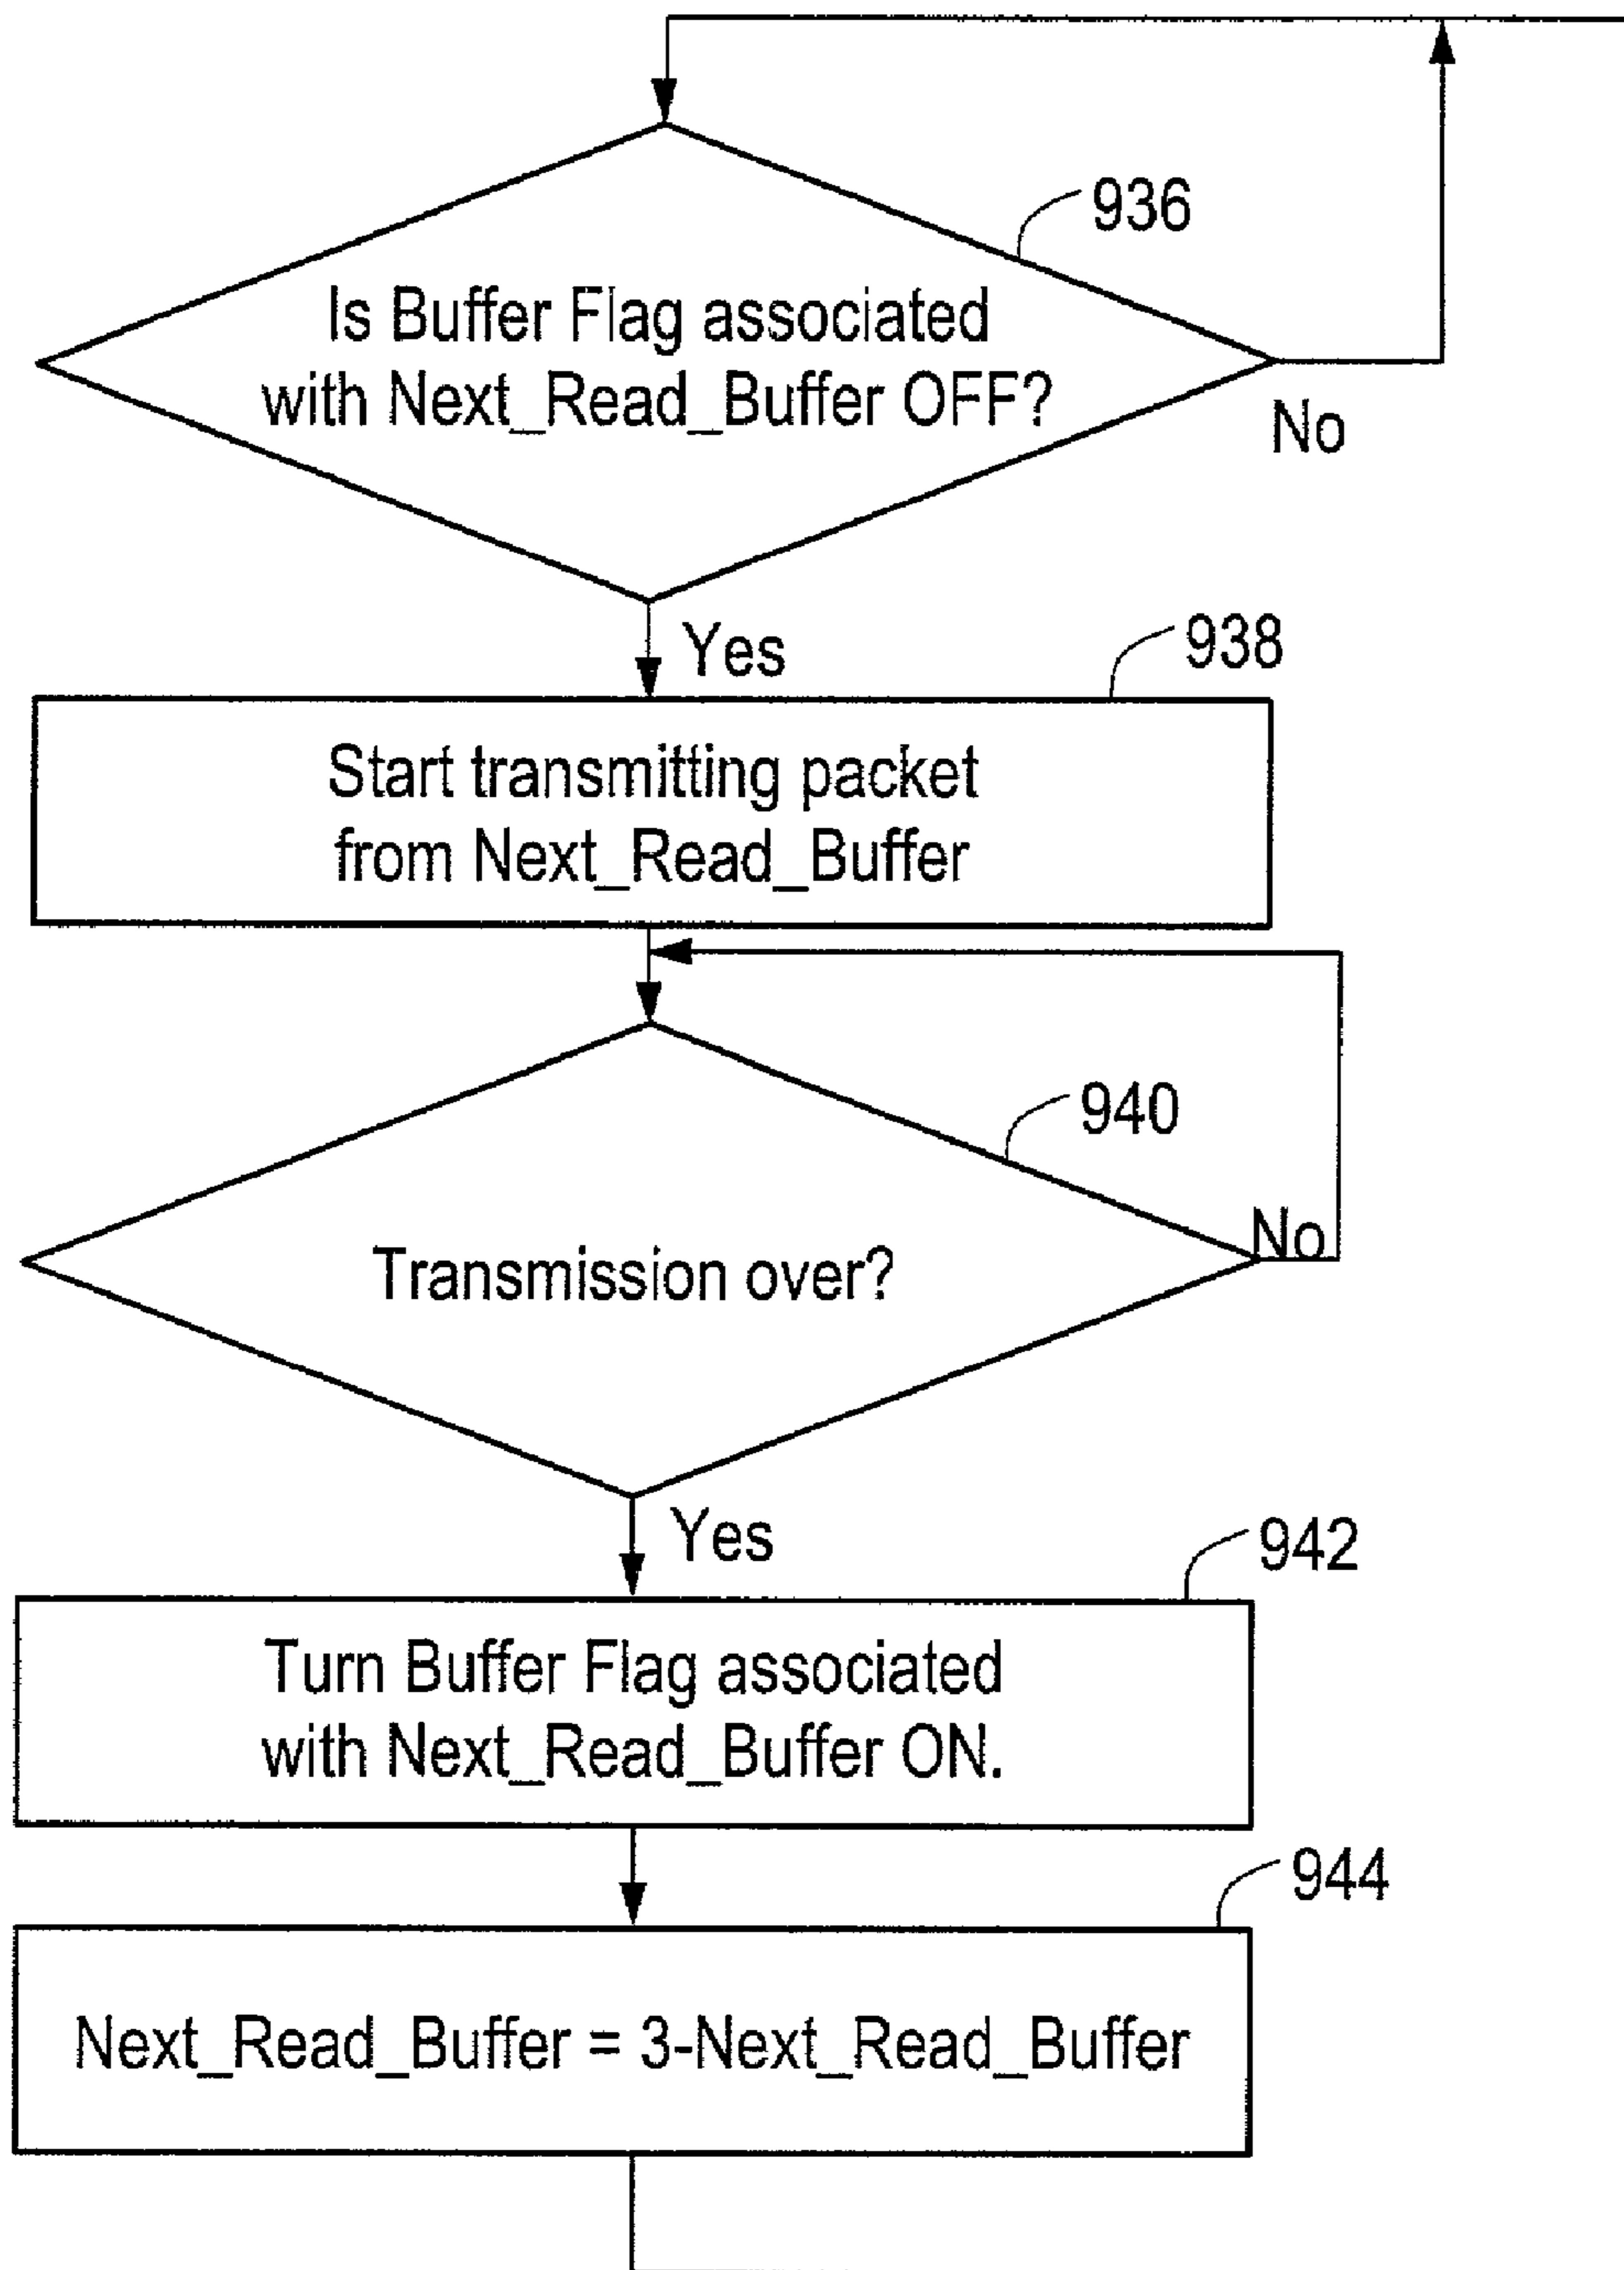 936
Is Buffer Flag associated
with Next_Read_Buffer OFF?
No
Yes
938
Start transmitting packet
from Next_Read_Buffer
940
No
Transmission over?
Yes
942
Turn Buffer Flag associated
with Next_Read_Buffer ON.
944
Next_Read_Buffer = 3-Next_Read_Buffer